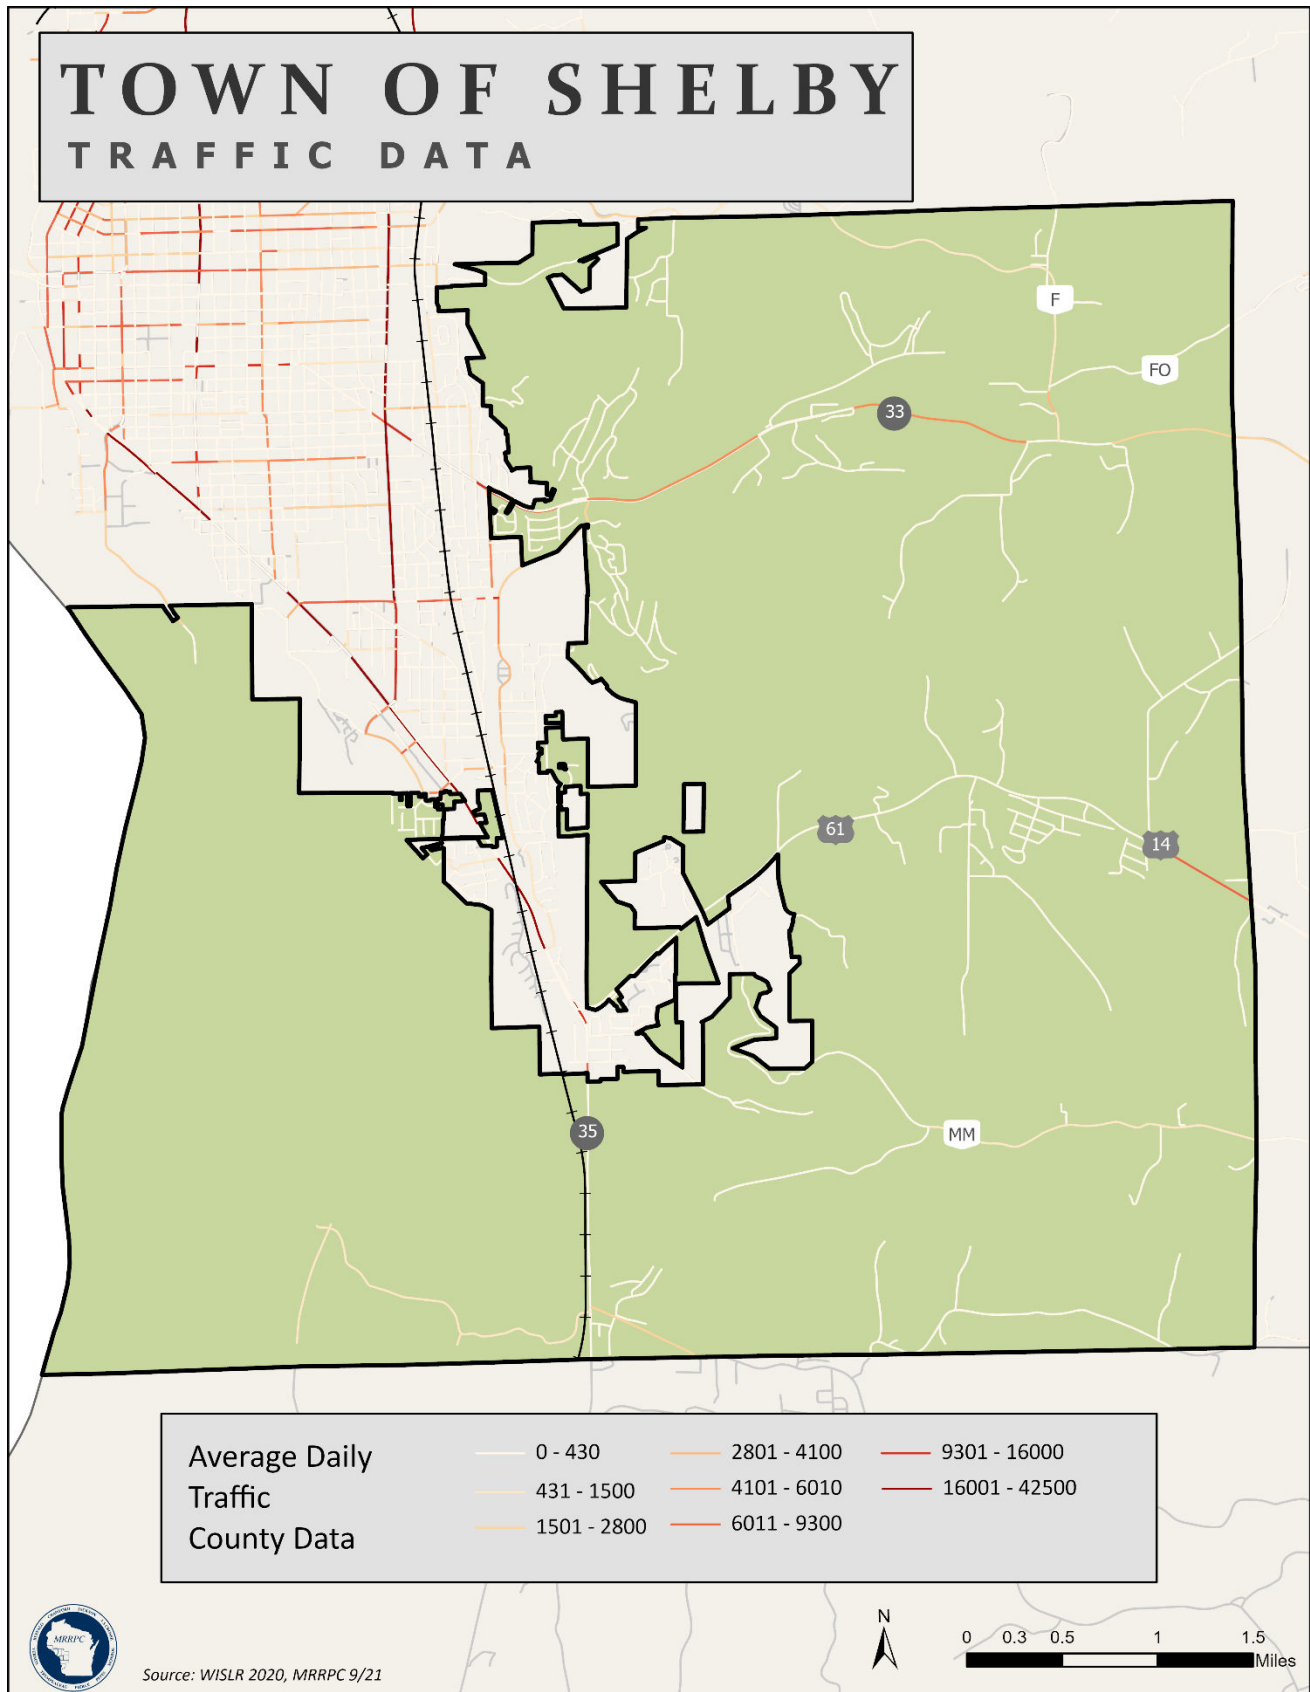 TOWN OF SHELBY
TRAFFIC DATA
F
FO
33
61
14
MM
35
Average Daily
Traffic
County Data
0 - 430
431 - 1500
1501 - 2800
2801 - 4100
4101 - 6010
6011 - 9300
9301 - 16000
16001 - 42500
MRRPC
Source: WISLR 2020, MRRPC 9/21
N
0 0.3 0.5 1 1.5
Miles